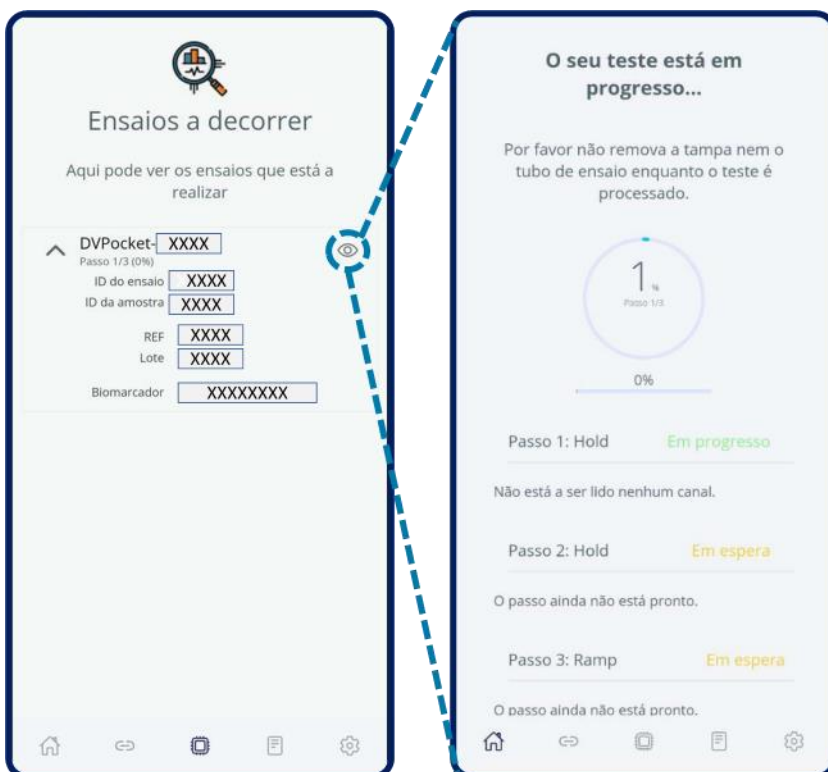 Ensaios a decorrer
Aqui pode ver os ensaios que está a
realizar
DVPocket- XXXX
Passo 1/3 (0%)
ID do ensaio XXXX
ID da amostra XXXX
REF XXXX
Lote XXXX
Biomarcador XXXXXXXX
O seu teste está em
progresso...
Por favor não remova a tampa nem o
tubo de ensaio enquanto o teste é
processado.
1 %
Passo 1/3
0%
Passo 1: Hold Em progresso
Não está a ser lido nenhum canal.
Passo 2: Hold Em espera
O passo ainda não está pronto.
Passo 3: Ramp Em espera
O passo ainda não está pronto.